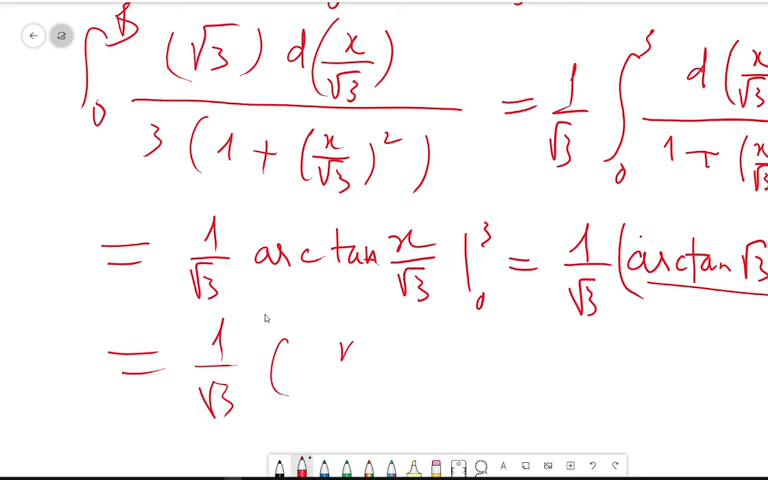 ∫₀³ (√3) d(x/√3) / 3(1 + (x/√3)²) = 1/√3 ∫₀³ d(x/√3 / 1 + (x/√3
= 1/√3 arctan x/√3 |₀³ = 1/√3 (arctan √3
= 1/√3 (
A